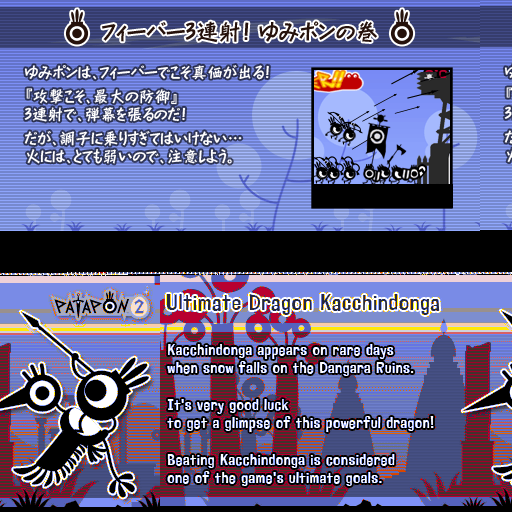 フィーバー3連射! ゆみポンの巻
ゆみポンは、フィーバーでこそ真価が出る!
『攻撃こそ、最大の防御』
3連射で、弾幕を張るのだ!
だが、調子に乗りすぎてはいけない…
火には、とても弱いので、注意しよう。
PATAPON 2
Ultimate Dragon Kacchindonga
Kacchindonga appears on rare days
when snow falls on the Dangara Ruins.
It's very good luck
to get a glimpse of this powerful dragon!
Beating Kacchindonga is considered
one of the game's ultimate goals.